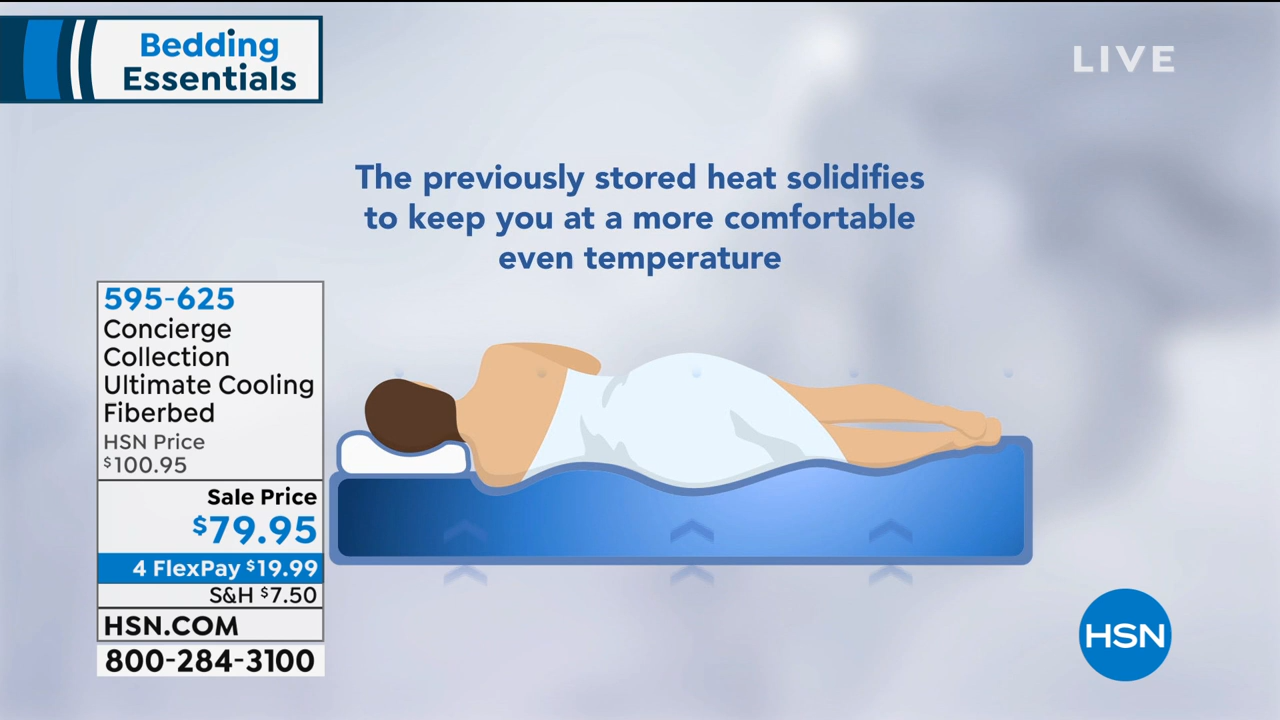 Bedding
Essentials
LIVE
The previously stored heat solidifies
to keep you at a more comfortable
even temperature
595-625
Concierge
Collection
Ultimate Cooling
Fiberbed
HSN Price
$100.95
Sale Price
$79.95
4 FlexPay $19.99
S&H $7.50
HSN.COM
800-284-3100
HSN